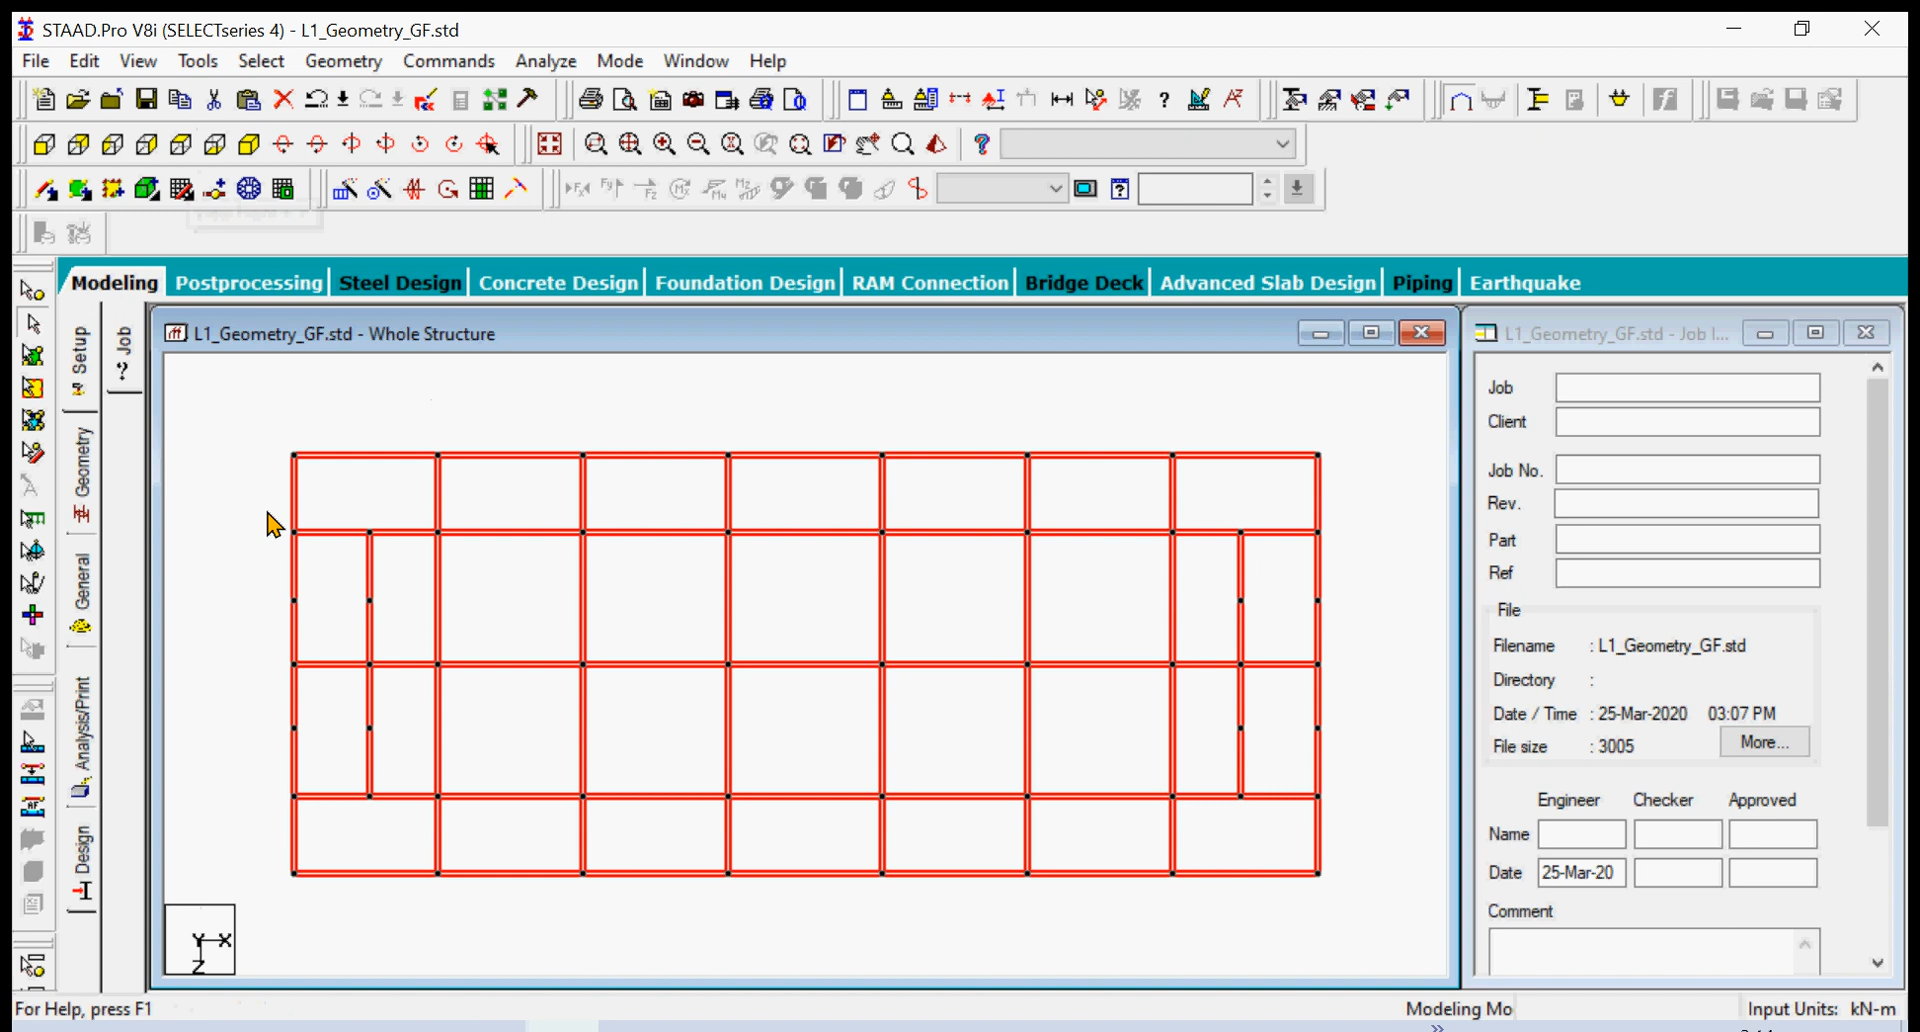 STAAD.Pro V8i (SELECTseries 4) - L1_Geometry_GF.std
File Edit View Tools Select Geometry Commands Analyze Mode Window Help
Modeling Postprocessing Steel Design Concrete Design Foundation Design RAM Connection Bridge Deck Advanced Slab Design Piping Earthquake
Setup
Geometry
General
Analysis/Print
Design
? Job
L1_Geometry_GF.std - Whole Structure
Y X
Z
L1_Geometry_GF.std - Job I...
Job
Client
Job No.
Rev.
Part
Ref
File
Filename : L1_Geometry_GF.std
Directory :
Date / Time : 25-Mar-2020 03:07 PM
File size : 3005 More...
Engineer Checker Approved
Name
Date 25-Mar-20
Comment
For Help, press F1 Modeling Mo Input Units: kN-m